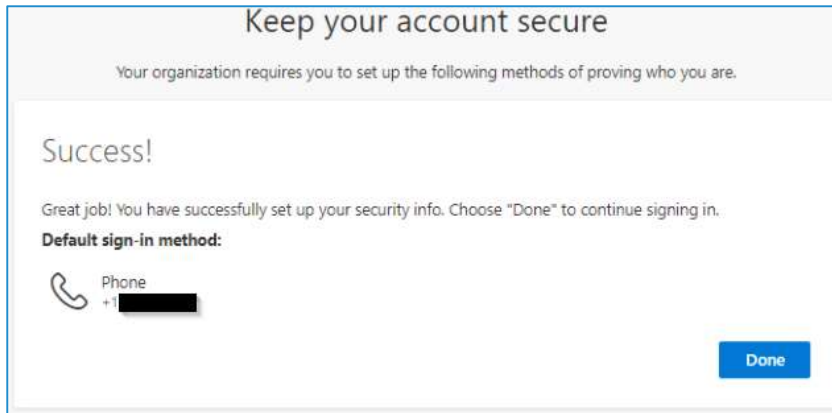 Keep your account secure
Your organization requires you to set up the following methods of proving who you are.
Success!
Great job! You have successfully set up your security info. Choose "Done" to continue signing in.
Default sign-in method:
Phone
+1
Done